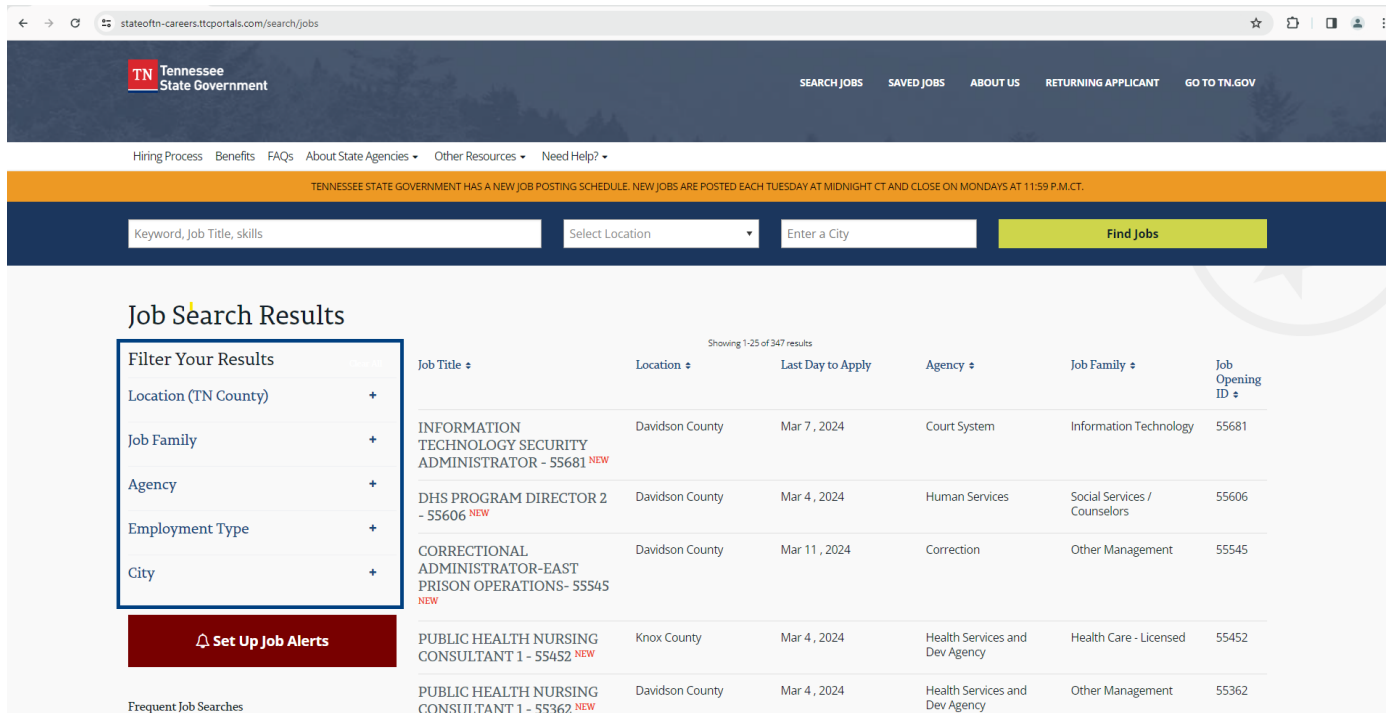 stateoftn-careers.ttcportals.com/search/jobs
TN Tennessee
State Government
SEARCH JOBS SAVED JOBS ABOUT US RETURNING APPLICANT GO TO TN.GOV
Hiring Process Benefits FAQs About State Agencies Other Resources Need Help?
TENNESSEE STATE GOVERNMENT HAS A NEW JOB POSTING SCHEDULE. NEW JOBS ARE POSTED EACH TUESDAY AT MIDNIGHT CT AND CLOSE ON MONDAYS AT 11:59 P.M.CT.
Keyword, Job Title, skills Select Location Enter a City Find Jobs
Job Search Results
Showing 1-25 of 347 results
Filter Your Results
Location (TN County) +
Job Family +
Agency +
Employment Type +
City +
Set Up Job Alerts
Frequent Job Searches
Job Title Location Last Day to Apply Agency Job Family Job
Opening
ID
INFORMATION Davidson County Mar 7 , 2024 Court System Information Technology 55681
TECHNOLOGY SECURITY
ADMINISTRATOR - 55681 NEW
DHS PROGRAM DIRECTOR 2 Davidson County Mar 4 , 2024 Human Services Social Services / 55606
- 55606 NEW Counselors
CORRECTIONAL Davidson County Mar 11 , 2024 Correction Other Management 55545
ADMINISTRATOR-EAST
PRISON OPERATIONS- 55545
NEW
PUBLIC HEALTH NURSING Knox County Mar 4 , 2024 Health Services and Health Care - Licensed 55452
CONSULTANT 1 - 55452 NEW Dev Agency
PUBLIC HEALTH NURSING Davidson County Mar 4 , 2024 Health Services and Other Management 55362
CONSULTANT 1 - 55362 NEW Dev Agency